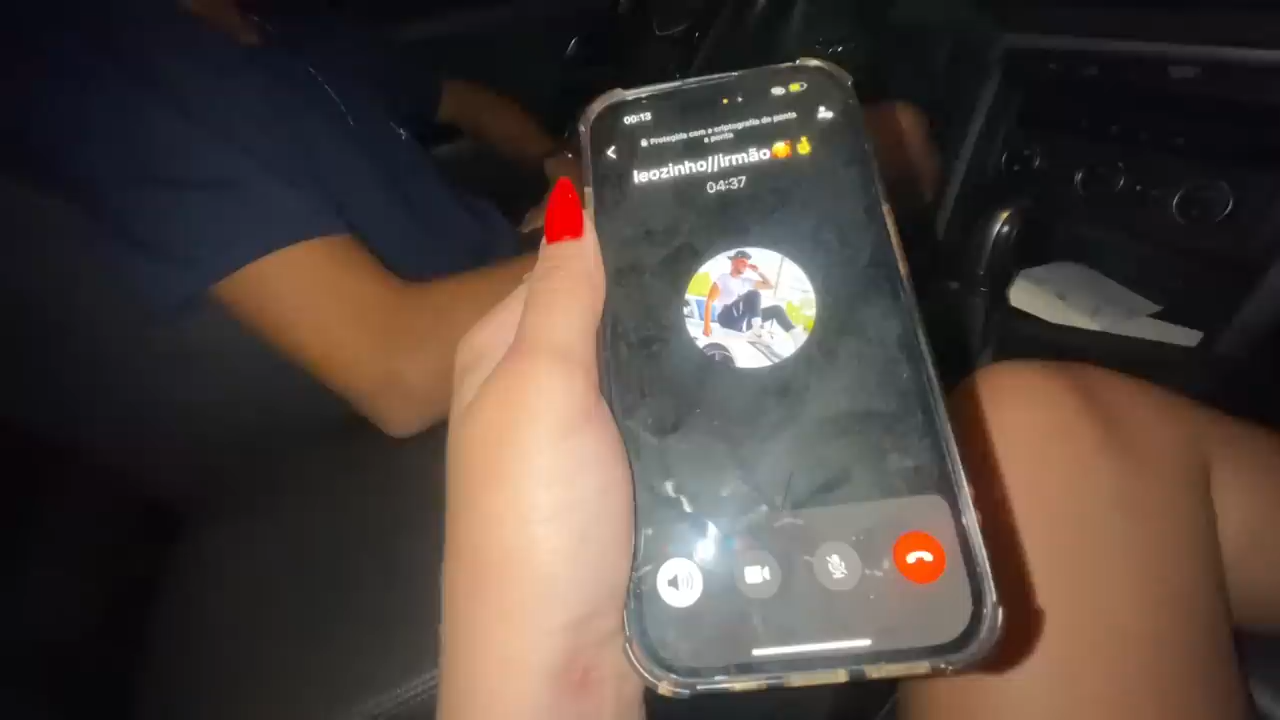 00:13
Protegida com a criptografia de ponta
a ponta
leozinho//irmão🥰🤞
04:37